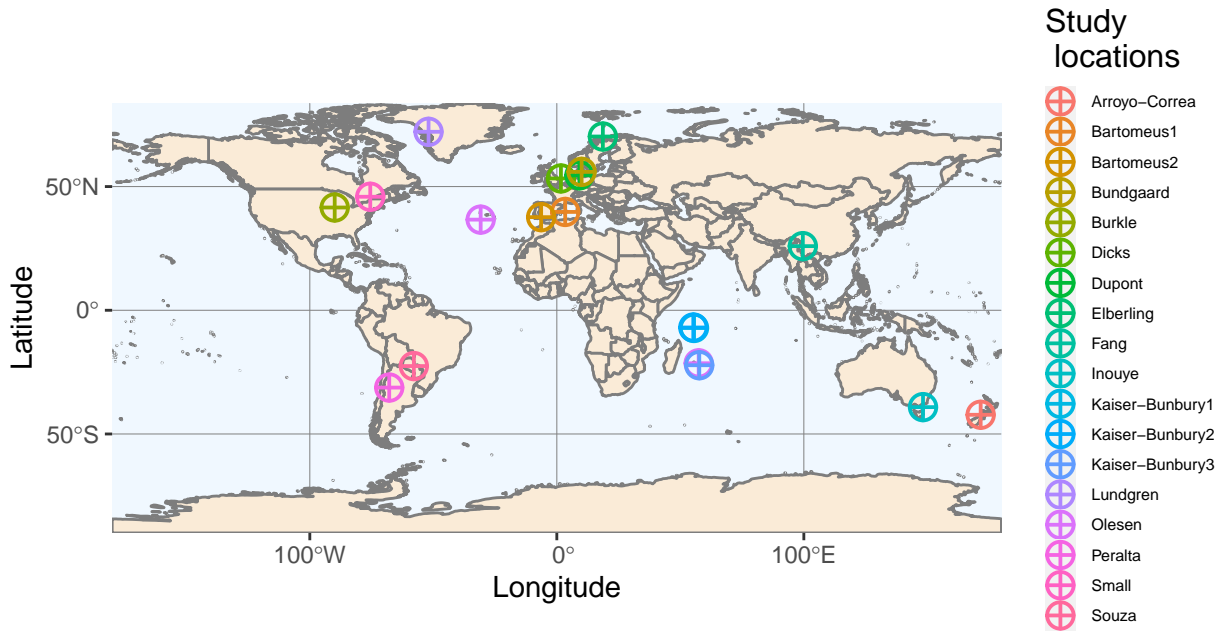 Study
locations
Arroyo−Correa
Bartomeus1
Bartomeus2
Bundgaard
Burkle
Dicks
Dupont
Elberling
Fang
Inouye
Kaiser−Bunbury1
Kaiser−Bunbury2
Kaiser−Bunbury3
Lundgren
Olesen
Peralta
Small
Souza
Latitude
50°N
0°
50°S
100°W
0°
100°E
Longitude